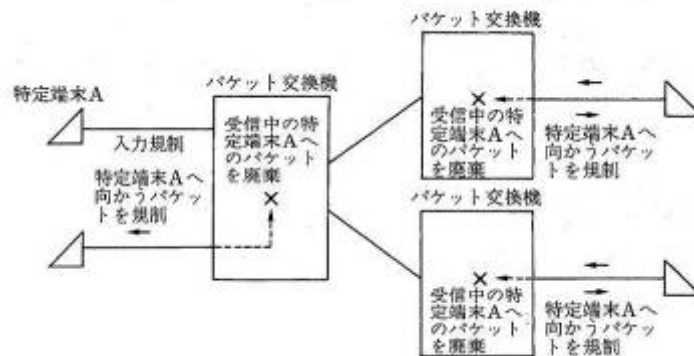 パケット交換機
パケット交換機
特定端末A
入力規制
受信中の特
定端末Aへ
のパケット
を廃棄
特定端末Aへ
向かうパケッ
トを規制
受信中の特
定端末Aへ
のパケット
を廃棄
特定端末Aへ
向かうパケッ
トを規制
パケット交換機
受信中の特
定端末Aへ
のパケット
を廃棄
特定端末Aへ
向かうパケッ
トを規制